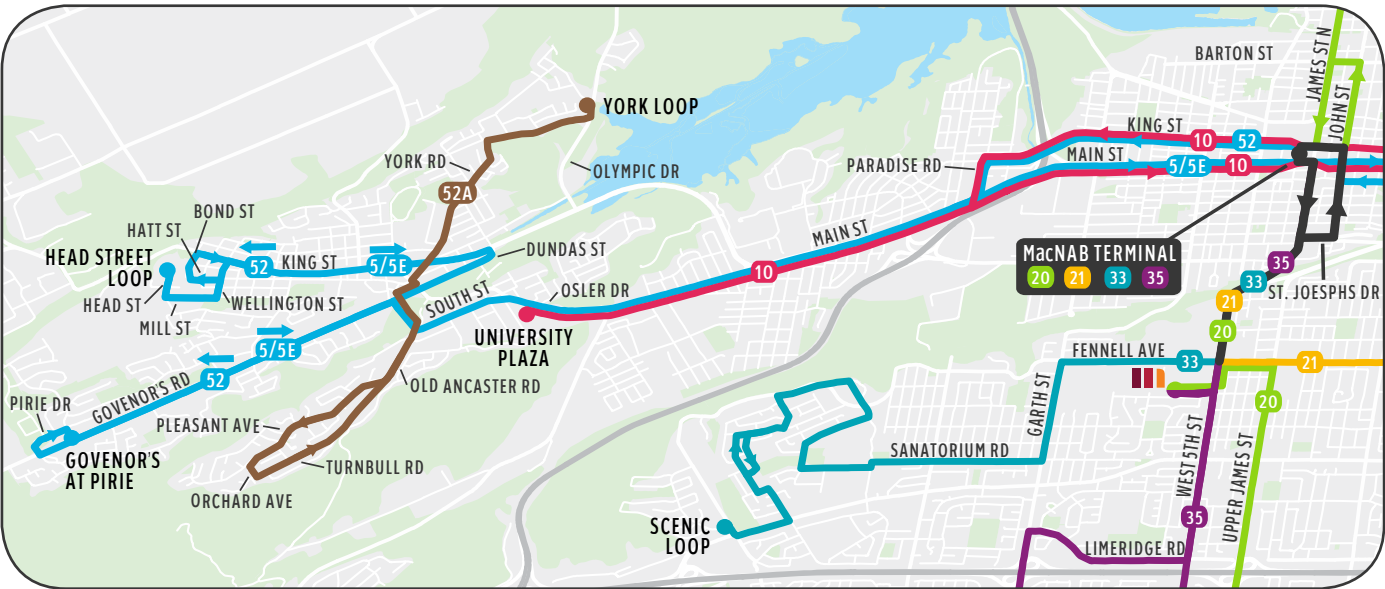 BARTON ST
JAMES ST N
JOHN ST
YORK LOOP
KING ST
10
52
MAIN ST
5/5E
10
YORK RD
OLYMPIC DR
PARADISE RD
52A
BOND ST
HATT ST
HEAD STREET
LOOP
52
KING ST
5/5E
DUNDAS ST
MAIN ST
10
MacNAB TERMINAL
20
21
33
35
35
33
21
20
ST. JOESPHS DR
HEAD ST
WELLINGTON ST
MILL ST
SOUTH ST
OSLER DR
UNIVERSITY
PLAZA
5/5E
52
GOVENOR'S RD
FENNELL AVE
33
21
PIRIE DR
OLD ANCASTER RD
GARTH ST
20
PLEASANT AVE
GOVENOR'S
AT PIRIE
TURNBULL RD
ORCHARD AVE
SANATORIUM RD
WEST 5TH ST
UPPER JAMES ST
35
SCENIC
LOOP
LIMERIDGE RD